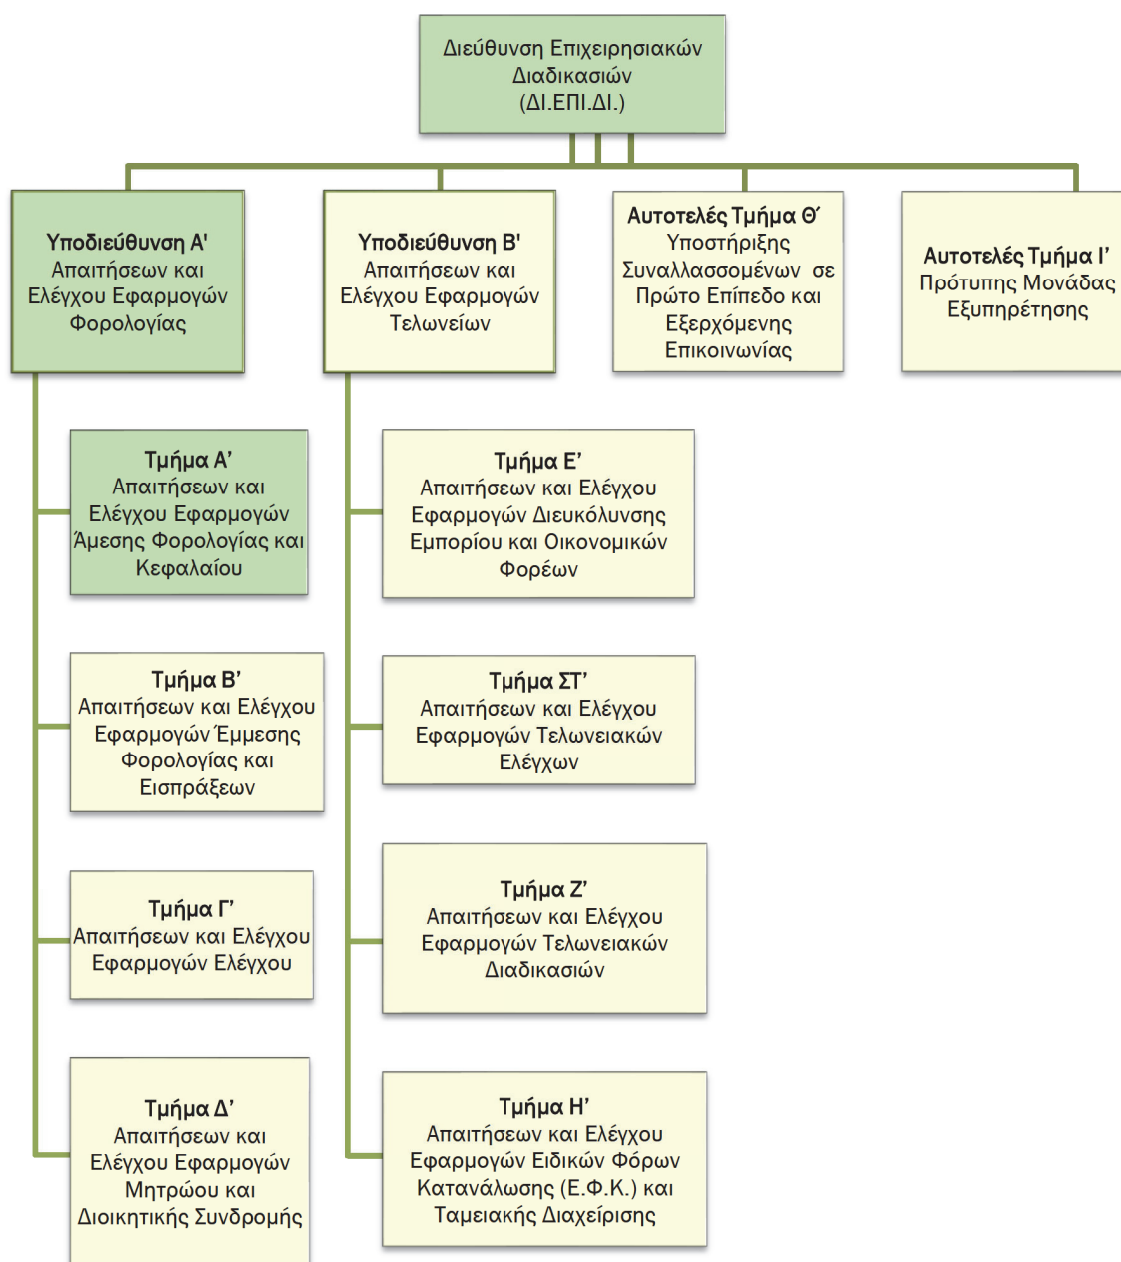 Διεύθυνση Επιχειρησιακών
Διαδικασιών
(ΔΙ.ΕΠΙ.ΔΙ.)
Υποδιεύθυνση Α'
Απαιτήσεων και
Ελέγχου Εφαρμογών
Φορολογίας
Υποδιεύθυνση Β'
Απαιτήσεων και
Ελέγχου Εφαρμογών
Τελωνείων
Αυτοτελές Τμήμα Θ΄
Υποστήριξης
Συναλλασσομένων σε
Πρώτο Επίπεδο και
Εξερχόμενης
Επικοινωνίας
Αυτοτελές Τμήμα Ι’
Πρότυπης Μονάδας
Εξυπηρέτησης
Τμήμα Α’
Απαιτήσεων και
Ελέγχου Εφαρμογών
Άμεσης Φορολογίας και
Κεφαλαίου
Τμήμα Β’
Απαιτήσεων και Ελέγχου
Εφαρμογών Έμμεσης
Φορολογίας και
Εισπράξεων
Τμήμα Γ’
Απαιτήσεων και Ελέγχου
Εφαρμογών Ελέγχου
Τμήμα Δ’
Απαιτήσεων και
Ελέγχου Εφαρμογών
Μητρώου και
Διοικητικής Συνδρομής
Τμήμα Ε’
Απαιτήσεων και Ελέγχου
Εφαρμογών Διευκόλυνσης
Εμπορίου και Οικονομικών
Φορέων
Τμήμα ΣΤ’
Απαιτήσεων και Ελέγχου
Εφαρμογών Τελωνειακών
Ελέγχων
Τμήμα Ζ’
Απαιτήσεων και Ελέγχου
Εφαρμογών Τελωνειακών
Διαδικασιών
Τμήμα Η’
Απαιτήσεων και Ελέγχου
Εφαρμογών Ειδικών Φόρων
Κατανάλωσης (Ε.Φ.Κ.) και
Ταμειακής Διαχείρισης